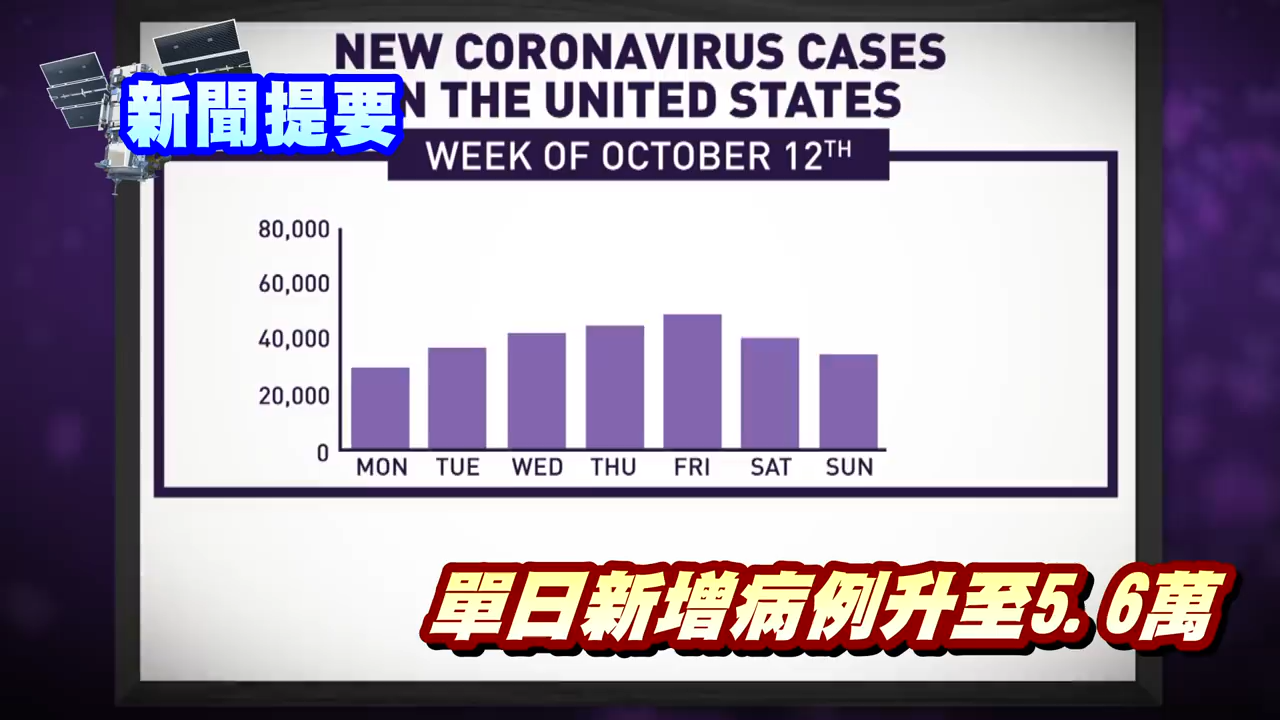 NEW CORONAVIRUS CASES
新聞提要
N THE UNITED STATES
WEEK OF OCTOBER 12TH
80,000
60,000
40,000
20,000
0
MON TUE WED THU FRI SAT SUN
單日新增病例升至5.6萬